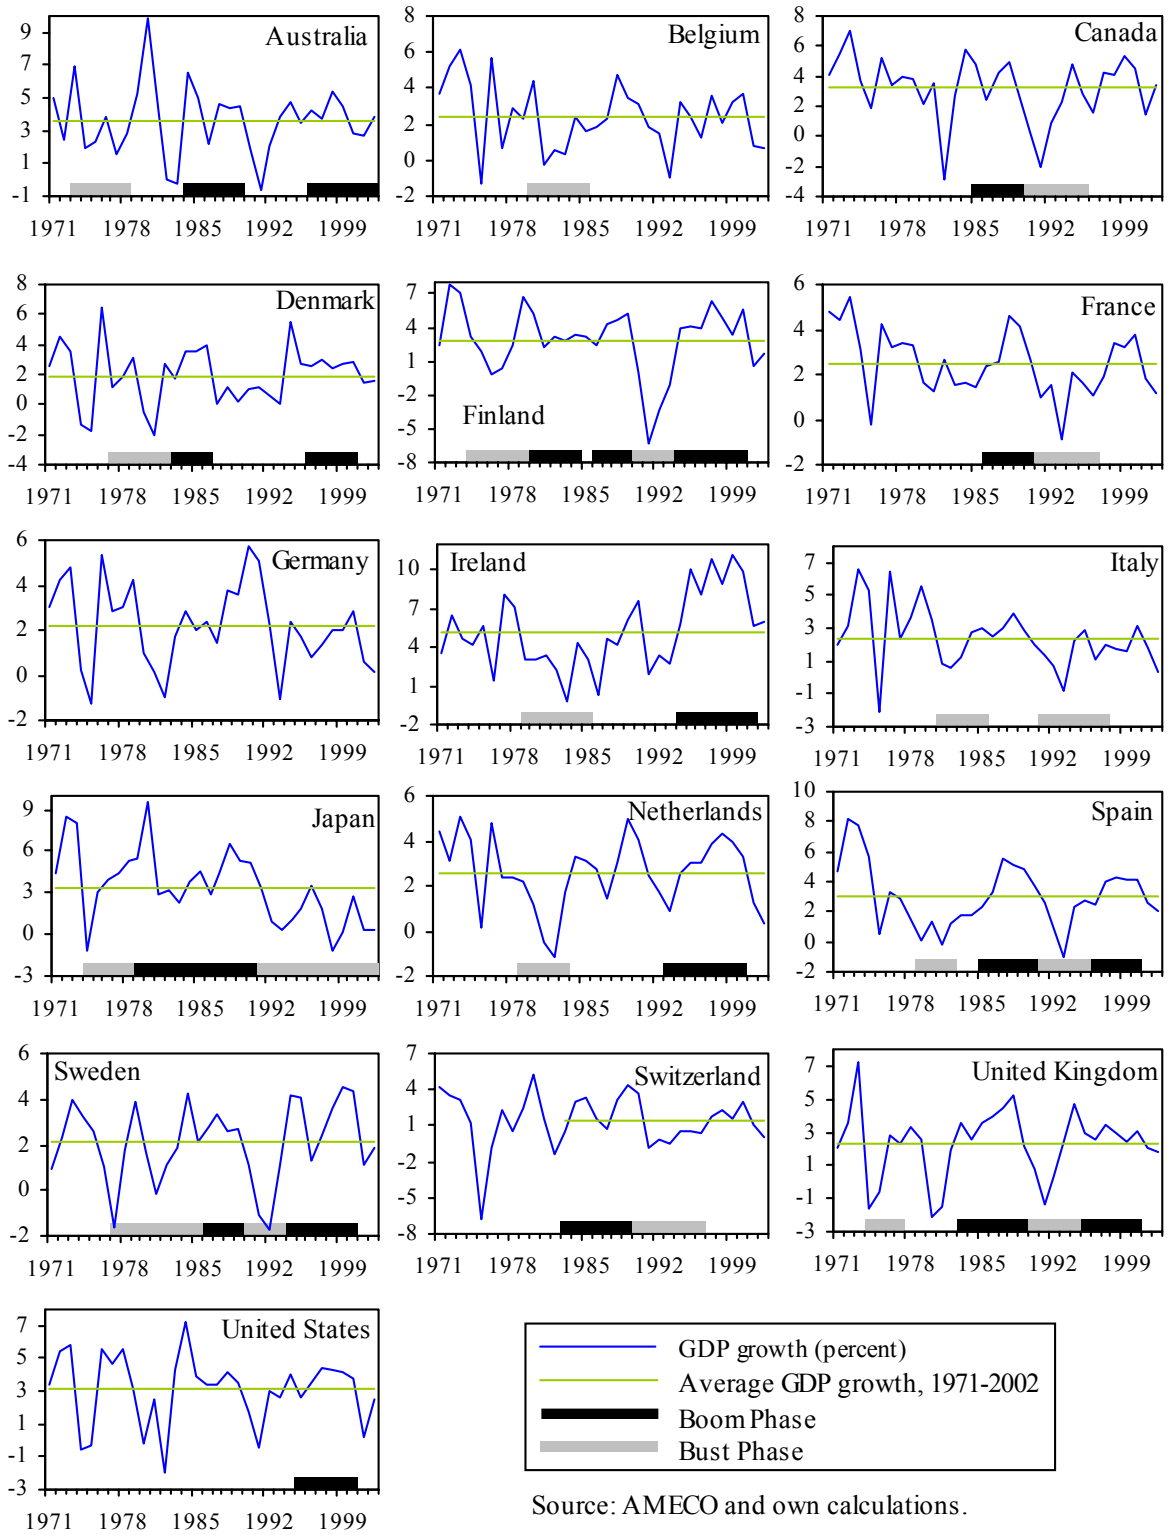 Australia
9
7
5
3
1
-1
1971 1978 1985 1992 1999
Belgium
8
6
4
2
0
-2
1971 1978 1985 1992 1999
Canada
8
6
4
2
0
-2
-4
1971 1978 1985 1992 1999
Denmark
8
6
4
2
0
-2
-4
1971 1978 1985 1992 1999
Finland
7
4
1
-2
-5
-8
1971 1978 1985 1992 1999
France
6
4
2
0
-2
1971 1978 1985 1992 1999
Germany
6
4
2
0
-2
1971 1978 1985 1992 1999
Ireland
10
7
4
1
-2
1971 1978 1985 1992 1999
Italy
7
5
3
1
-1
-3
1971 1978 1985 1992 1999
Japan
9
6
3
0
-3
1971 1978 1985 1992 1999
Netherlands
6
4
2
0
-2
1971 1978 1985 1992 1999
Spain
10
8
6
4
2
0
-2
1971 1978 1985 1992 1999
Sweden
6
4
2
0
-2
1971 1978 1985 1992 1999
Switzerland
7
4
1
-2
-5
-8
1971 1978 1985 1992 1999
United Kingdom
7
5
3
1
-1
-3
1971 1978 1985 1992 1999
United States
7
5
3
1
-1
-3
1971 1978 1985 1992 1999
GDP growth (percent)
Average GDP growth, 1971-2002
Boom Phase
Bust Phase
Source: AMECO and own calculations.